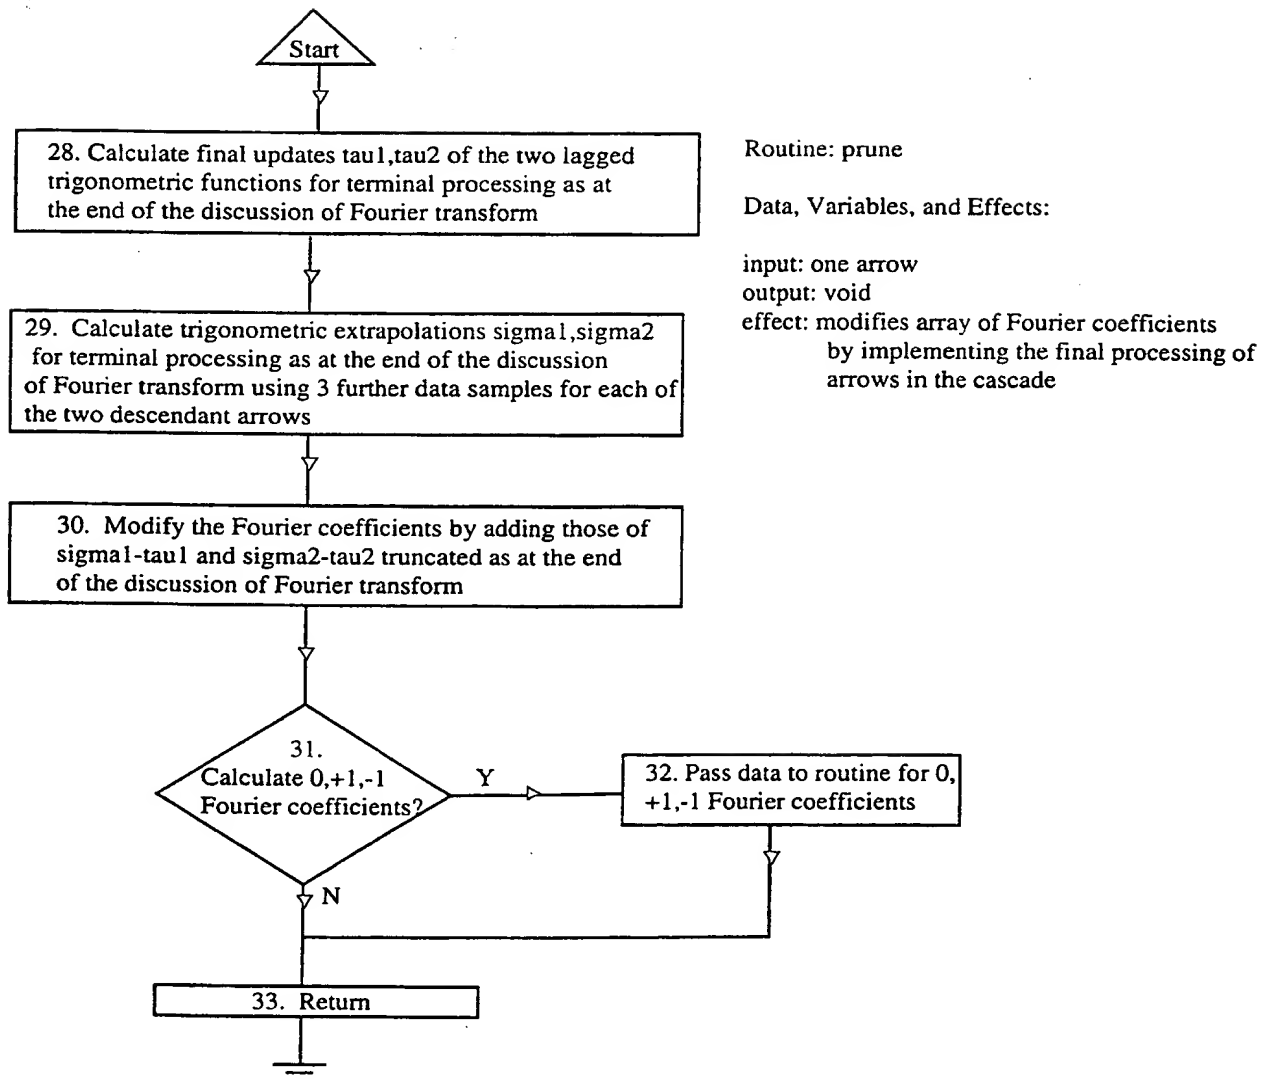 Start
28. Calculate final updates tau1,tau2 of the two lagged
trigonometric functions for terminal processing as at
the end of the discussion of Fourier transform
Routine: prune
Data, Variables, and Effects:
input: one arrow
output: void
effect: modifies array of Fourier coefficients
by implementing the final processing of
arrows in the cascade
29. Calculate trigonometric extrapolations sigma1,sigma2
for terminal processing as at the end of the discussion
of Fourier transform using 3 further data samples for each of
the two descendant arrows
30. Modify the Fourier coefficients by adding those of
sigma1-tau1 and sigma2-tau2 truncated as at the end
of the discussion of Fourier transform
31.
Calculate 0,+1,-1
Fourier coefficients?
Y
32. Pass data to routine for 0,
+1,-1 Fourier coefficients
N
33. Return